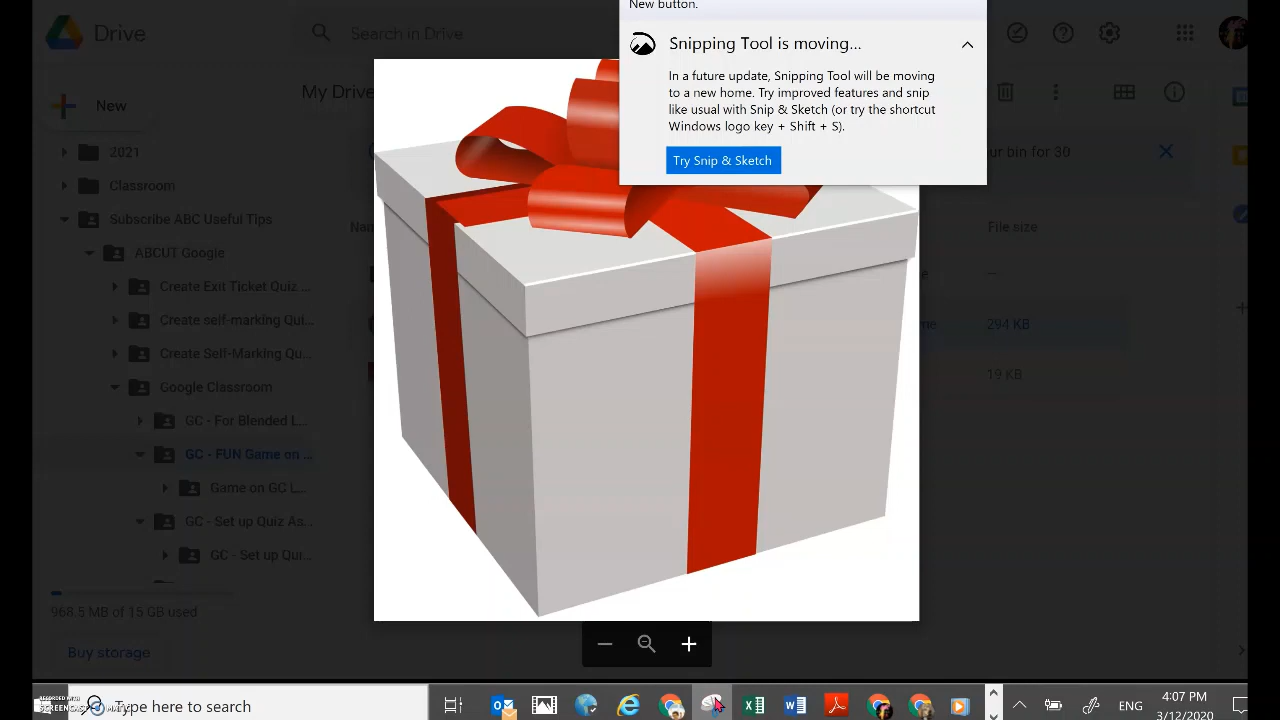 New button.
Drive
Search in Drive
Snipping Tool is moving...
In a future update, Snipping Tool will be moving
to a new home. Try improved features and snip
like usual with Snip & Sketch (or try the shortcut
Windows logo key + Shift + S).
Try Snip & Sketch
New
My Drive
2021
ur bin for 30
Classroom
Subscribe ABC Useful Tips
Na
File size
ABCUT Google
Create Exit Ticket Quiz ...
Create self-marking Qui...
me
294 KB
Create Self-Marking Qu...
19 KB
Google Classroom
GC - For Blended L...
GC - FUN Game on ...
Game on GC L...
GC - Set up Quiz As...
GC - Set up Qui...
968.5 MB of 15 GB used
Buy storage
RECORDED WITH
Type here to search
ENG
4:07 PM
3/12/2020